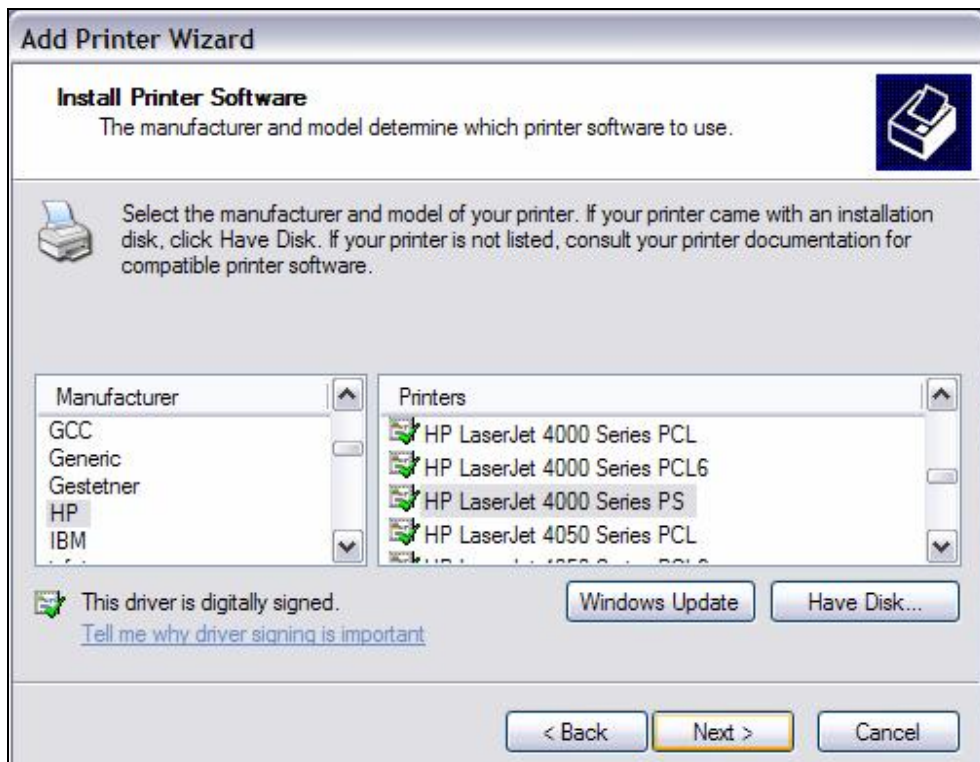 Add Printer Wizard
Install Printer Software
The manufacturer and model determine which printer software to use.
Select the manufacturer and model of your printer. If your printer came with an installation
disk, click Have Disk. If your printer is not listed, consult your printer documentation for
compatible printer software.
Manufacturer
GCC
Generic
Gestetner
HP
IBM
Printers
HP LaserJet 4000 Series PCL
HP LaserJet 4000 Series PCL6
HP LaserJet 4000 Series PS
HP LaserJet 4050 Series PCL
This driver is digitally signed.
Tell me why driver signing is important
Windows Update
Have Disk...
< Back
Next >
Cancel